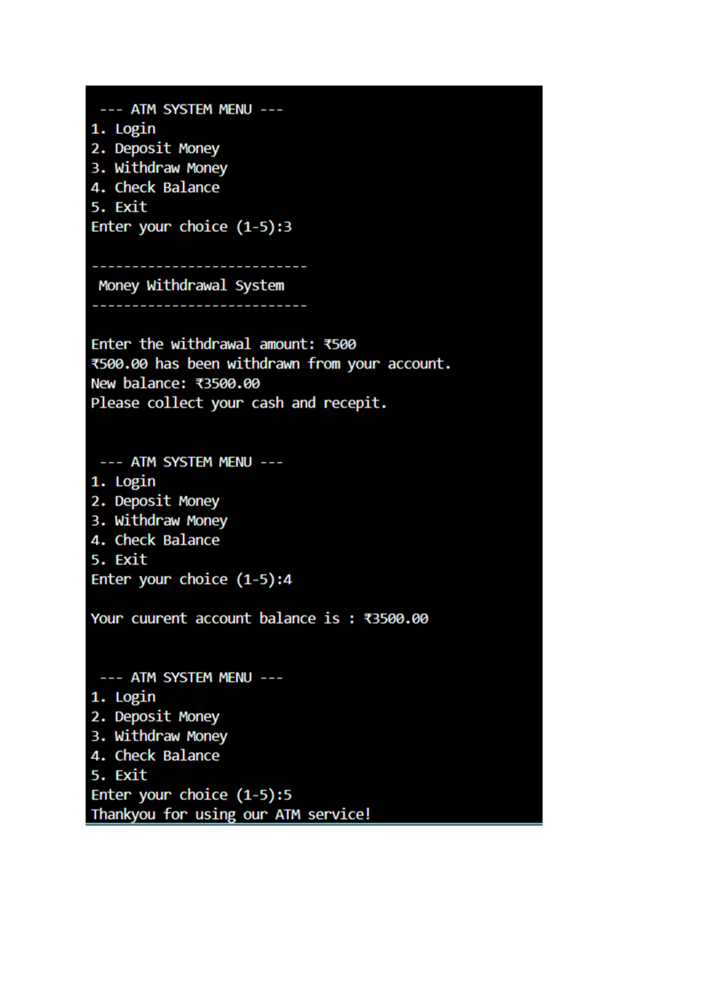 --- ATM SYSTEM MENU ---
1. Login
2. Deposit Money
3. Withdraw Money
4. Check Balance
5. Exit
Enter your choice (1-5):3
---------------------------
Money Withdrawal System
---------------------------
Enter the withdrawal amount: ₹500
₹500.00 has been withdrawn from your account.
New balance: ₹3500.00
Please collect your cash and recepit.
--- ATM SYSTEM MENU ---
1. Login
2. Deposit Money
3. Withdraw Money
4. Check Balance
5. Exit
Enter your choice (1-5):4
Your cuurent account balance is : ₹3500.00
--- ATM SYSTEM MENU ---
1. Login
2. Deposit Money
3. Withdraw Money
4. Check Balance
5. Exit
Enter your choice (1-5):5
Thankyou for using our ATM service!